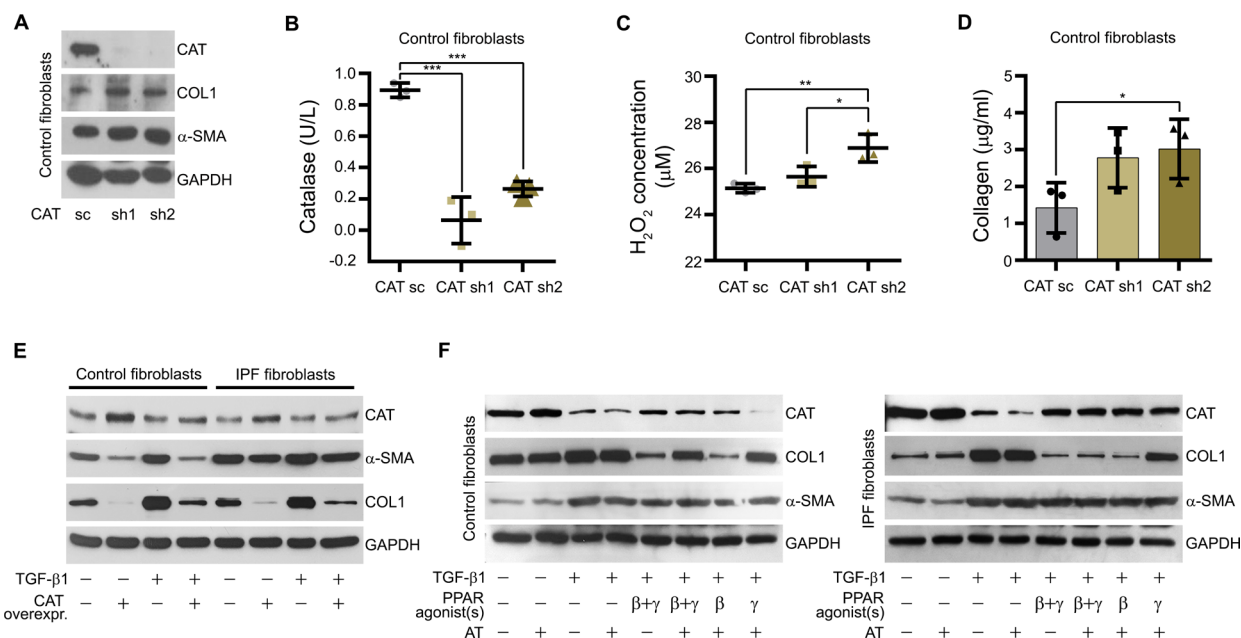 A
Control fibroblasts
CAT
COL1
α-SMA
GAPDH
CAT sc sh1 sh2
B
Control fibroblasts
***
***
Catalase (U/L)
1.0
0.8
0.6
0.4
0.2
0.0
-0.2
CAT sc CAT sh1 CAT sh2
C
Control fibroblasts
**
*
H2O2 concentration
(μM)
30
28
26
24
22
CAT sc CAT sh1 CAT sh2
D
Control fibroblasts
*
Collagen (μg/ml)
5
4
3
2
1
0
CAT sc CAT sh1 CAT sh2
E
Control fibroblasts IPF fibroblasts
CAT
α-SMA
COL1
GAPDH
TGF-β1 − − + + − − + +
CAT
overexpr. − + − + − + − +
F
Control fibroblasts
CAT
COL1
α-SMA
GAPDH
TGF-β1 − − + + + + + +
PPAR
agonist(s) − − − − β+γ β+γ β γ
AT − + − + − + + +
IPF fibroblasts
CAT
COL1
α-SMA
GAPDH
TGF-β1 − − + + + + + +
PPAR
agonist(s) − − − − β+γ β+γ β γ
AT − + − + − + + +